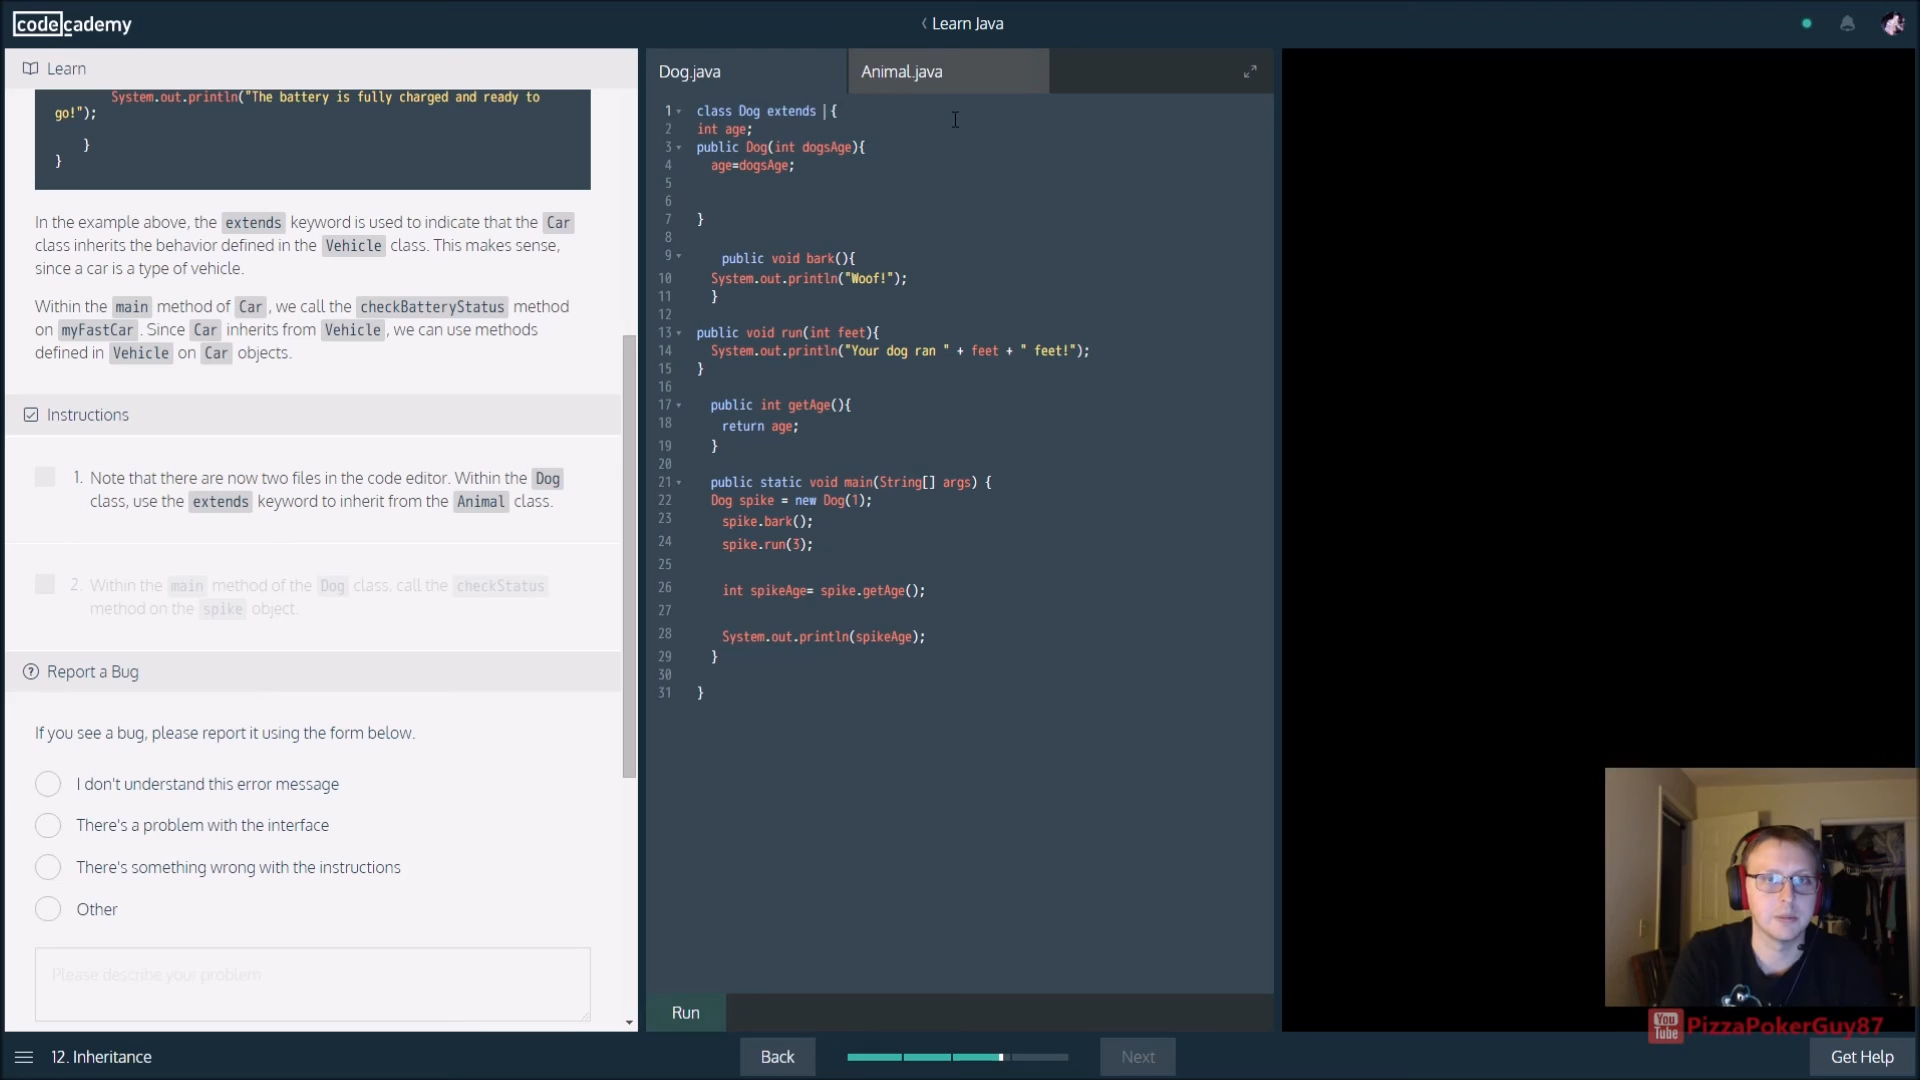 codecademy
Learn Java
Learn
System.out.println("The battery is fully charged and ready to
go!");
}
}
In the example above, the extends keyword is used to indicate that the Car
class inherits the behavior defined in the Vehicle class. This makes sense,
since a car is a type of vehicle.
Within the main method of Car, we call the checkBatteryStatus method
on myFastCar. Since Car inherits from Vehicle, we can use methods
defined in Vehicle on Car objects.
Instructions
1. Note that there are now two files in the code editor. Within the Dog
class, use the extends keyword to inherit from the Animal class.
2. Within the main method of the Dog class, call the checkStatus
method on the spike object.
Report a Bug
If you see a bug, please report it using the form below.
I don't understand this error message
There's a problem with the interface
There's something wrong with the instructions
Other
Please describe your problem
Dog.java
Animal.java
1 class Dog extends {
2 int age;
3 public Dog(int dogsAge){
4 age=dogsAge;
5
6
7 }
8
9 public void bark(){
10 System.out.println("Woof!");
11 }
12
13 public void run(int feet){
14 System.out.println("Your dog ran " + feet + " feet!");
15 }
16
17 public int getAge(){
18 return age;
19 }
20
21 public static void main(String[] args) {
22 Dog spike = new Dog(1);
23 spike.bark();
24 spike.run(3);
25
26 int spikeAge= spike.getAge();
27
28 System.out.println(spikeAge);
29 }
30
31 }
Run
You Tube PizzaPokerGuy87
12. Inheritance
Back
Next
Get Help